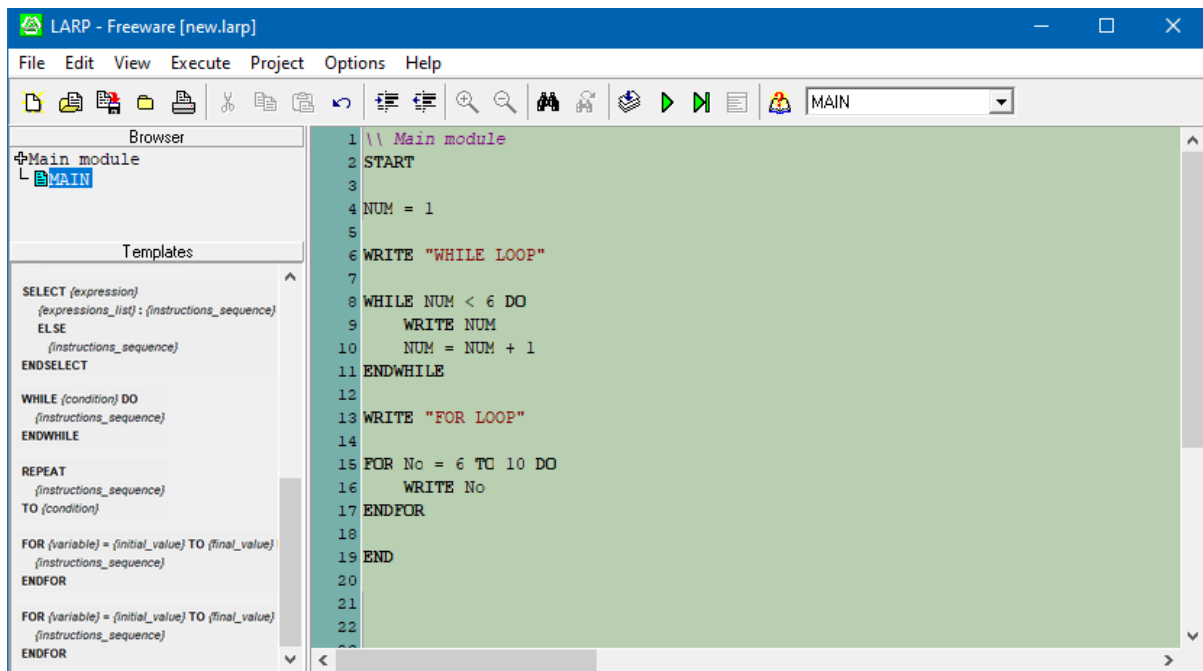 LARP - Freeware [new.larp]
File Edit View Execute Project Options Help
MAIN
Browser
Main module
MAIN
Templates
SELECT {expression}
{expressions_list} : {instructions_sequence}
ELSE
{instructions_sequence}
ENDSELECT
WHILE {condition} DO
{instructions_sequence}
ENDWHILE
REPEAT
{instructions_sequence}
TO {condition}
FOR {variable} = {initial_value} TO {final_value}
{instructions_sequence}
ENDFOR
FOR {variable} = {initial_value} TO {final_value}
{instructions_sequence}
ENDFOR
1 \\ Main module
2 START
3
4 NUM = 1
5
6 WRITE "WHILE LOOP"
7
8 WHILE NUM < 6 DO
9 WRITE NUM
10 NUM = NUM + 1
11 ENDWHILE
12
13 WRITE "FOR LOOP"
14
15 FOR No = 6 TO 10 DO
16 WRITE No
17 ENDFOR
18
19 END
20
21
22